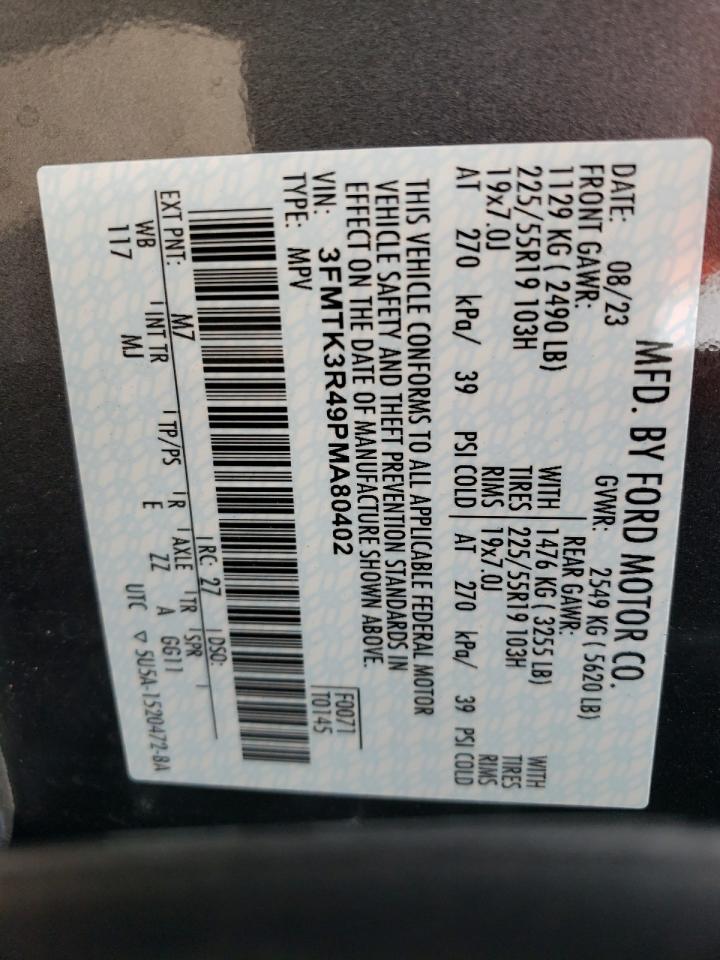 MFD. BY FORD MOTOR CO.
DATE: 08/23 GVWR: 2549 KG ( 5620 LB)
FRONT GAWR: REAR GAWR:
1129 KG ( 2490 LB) WITH 1476 KG ( 3255 LB) WITH
225/55R19 103H TIRES 225/55R19 103H TIRES
19x7.0J RIMS 19x7.0J RIMS
AT 270 kPa/ 39 PSI COLD AT 270 kPa/ 39 PSI COLD
THIS VEHICLE CONFORMS TO ALL APPLICABLE FEDERAL MOTOR
VEHICLE SAFETY AND THEFT PREVENTION STANDARDS IN
EFFECT ON THE DATE OF MANUFACTURE SHOWN ABOVE.
VIN: 3FMTK3R49PMA80402 F0071
TYPE: MPV T0145
EXT PNT: M7 RC: 27 DSO:
WB INT TR TP/PS R AXLE TR SPR
117 MJ E ZZ A GG11
UTC ▽ 5U5A-1520472-BA